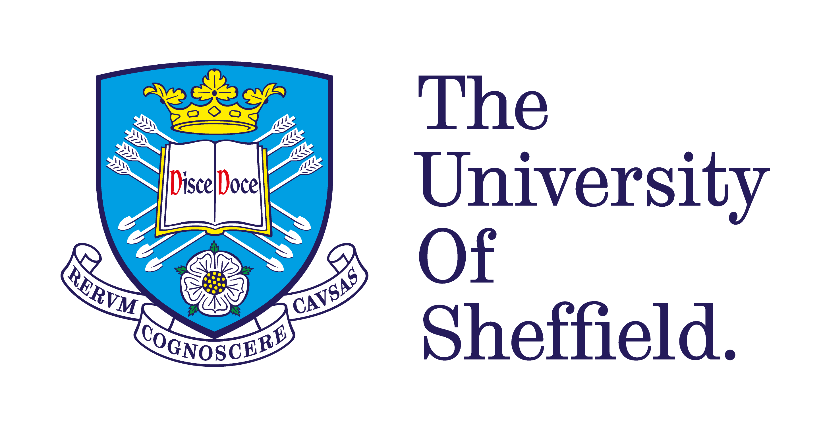 Disce Doce
RERVM COGNOSCERE CAVSAS
The
University
Of
Sheffield.